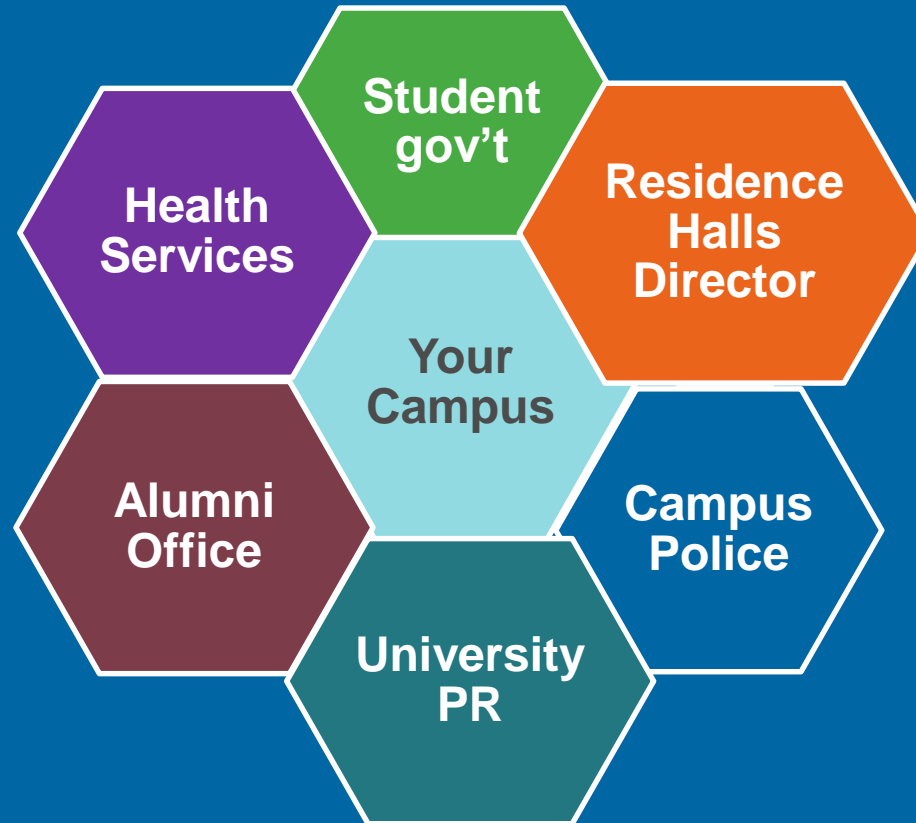 Student
gov’t
Health
Services
Residence
Halls
Director
Your
Campus
Alumni
Office
Campus
Police
University
PR